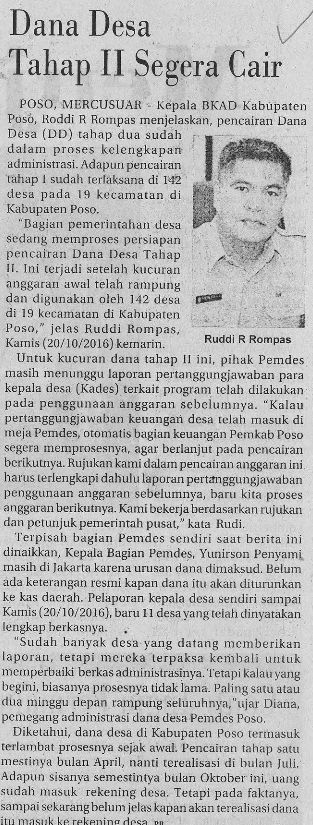 Dana Desa
Tahap II Segera Cair
POSO, MERCUSUAR - Kepala BKAD Kabupaten
Poso, Roddi R Rompas menjelaskan, pencairan Dana
Desa (DD) tahap dua sudah
dalam proses kelengkapan
administrasi. Adapun pencairan
tahap 1 sudah terlaksana di 142
desa pada 19 kecamatan di
Kabupaten Poso.
"Bagian pemerintahan desa
sedang memproses persiapan
pencairan Dana Desa Tahap
II. Ini terjadi setelah kucuran
anggaran awal telah rampung
dan digunakan oleh 142 desa
di 19 kecamatan di Kabupaten
Poso," jelas Ruddi Rompas,
Kamis (20/10/2016) kemarin.
Ruddi R Rompas
Untuk kucuran dana tahap II ini, pihak Pemdes
masih menunggu laporan pertanggungjawaban para
kepala desa (Kades) terkait program telah dilakukan
pada penggunaan anggaran sebelumnya. "Kalau
pertanggungjawaban keuangan desa telah masuk di
meja Pemdes, otomatis bagian keuangan Pemkab Poso
segera memprosesnya, agar berlanjut pada pencairan
berikutnya. Rujukan kami dalam pencairan anggaran ini
harus terlengkapi dahulu laporan pertanggungjawaban
penggunaan anggaran sebelumnya, baru kita proses
anggaran berikutnya. Kami bekerja berdasarkan rujukan
dan petunjuk pemerintah pusat," kata Rudi.
Terpisah bagian Pemdes sendiri saat berita ini
dinaikkan, Kepala Bagian Pemdes, Yunirson Penyami
masih di Jakarta karena urusan dana dimaksud. Belum
ada keterangan resmi kapan dana itu akan diturunkan
ke kas daerah. Pelaporan kepala desa sendiri sampai
Kamis (20/10/2016), baru 11 desa yang telah dinyatakan
lengkap berkasnya.
"Sudah banyak desa yang datang memberikan
laporan, tetapi mereka terpaksa kembali untuk
memperbaiki berkas administrasinya. Tetapi kalau yang
begini, biasanya prosesnya tidak lama. Paling satu atau
dua minggu depan rampung seluruhnya,"ujar Diana,
pemegang administrasi dana desa Pemdes Poso.
Diketahui, dana desa di Kabupaten Poso termasuk
terlambat prosesnya sejak awal. Pencairan tahap satu
mestinya bulan April, nanti terealisasi di bulan Juli.
Adapun sisanya semestintya bulan Oktober ini, uang
sudah masuk rekening desa. Tetapi pada faktanya,
sampai sekarang belum jelas kapan akan terealisasi dana
itu masuk ke rekening desa.